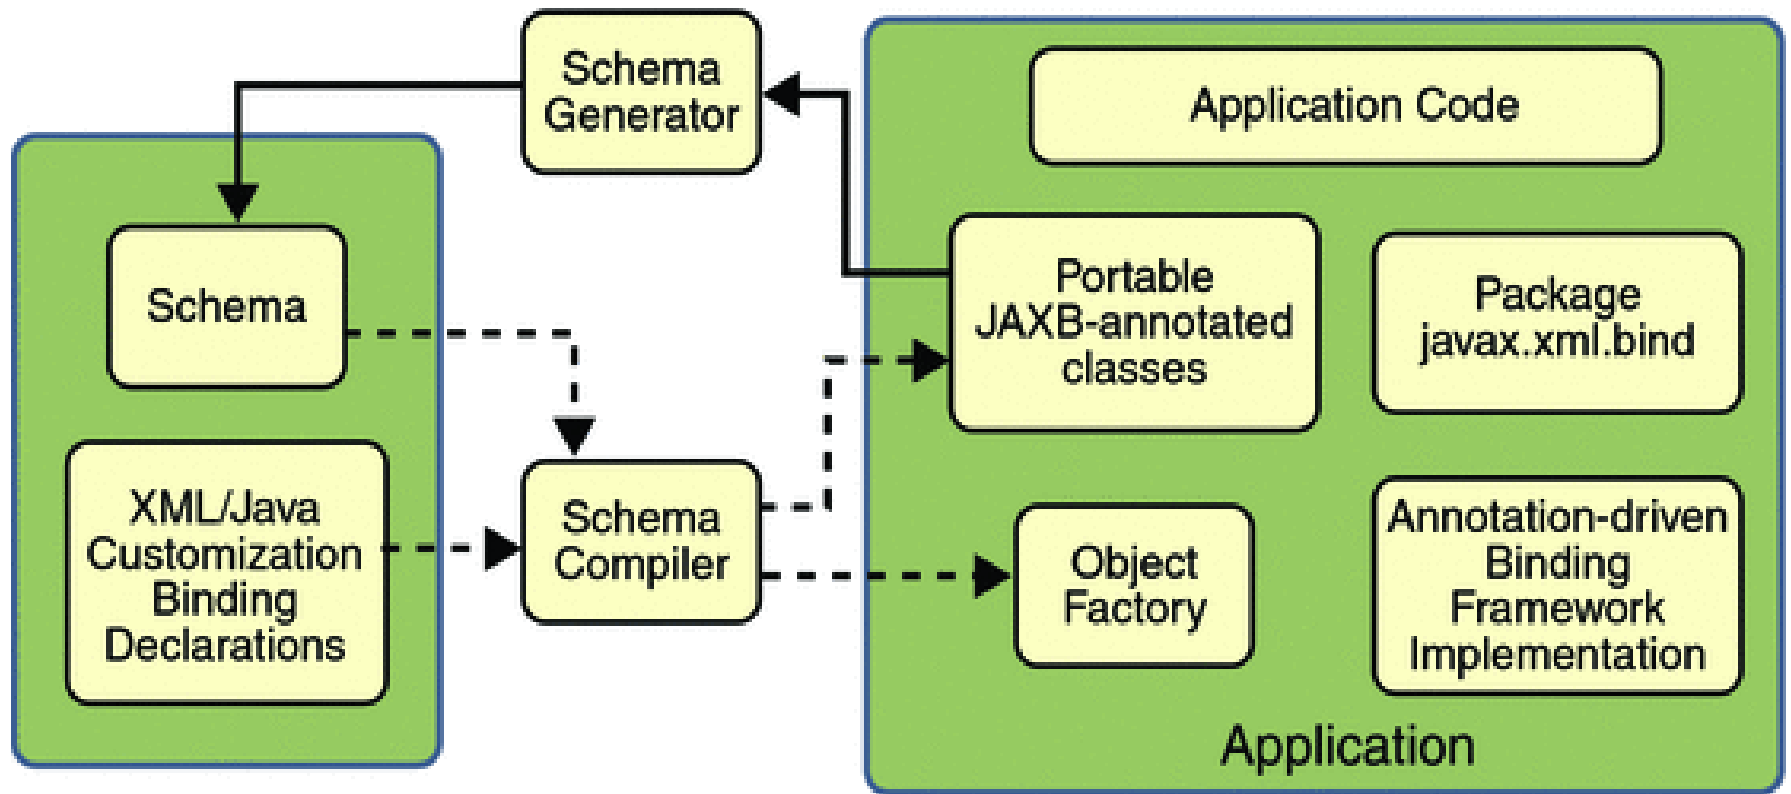 Schema
Generator
Application Code
Schema
Portable
JAXB-annotated
classes
Package
javax.xml.bind
XML/Java
Customization
Binding
Declarations
Schema
Compiler
Object
Factory
Annotation-driven
Binding
Framework
Implementation
Application